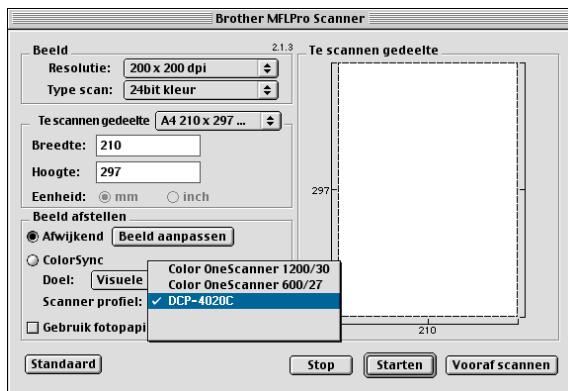 Brother MFLPro Scanner
Beeld
2.1.3
Resolutie: 200 x 200 dpi
Type scan: 24bit kleur
Te scannen gedeelte A4 210 x 297 ...
Breedte: 210
Hoogte: 297
Eenheid: mm inch
Beeld afstellen
Afwijkend Beeld aanpassen
ColorSync
Doel: Visuele
Scanner profiel:
Color OneScanner 1200/30
Color OneScanner 600/27
DCP-4020C
Gebruik fotopapi
Te scannen gedeelte
297
210
Standaard Stop Starten Vooraf scannen